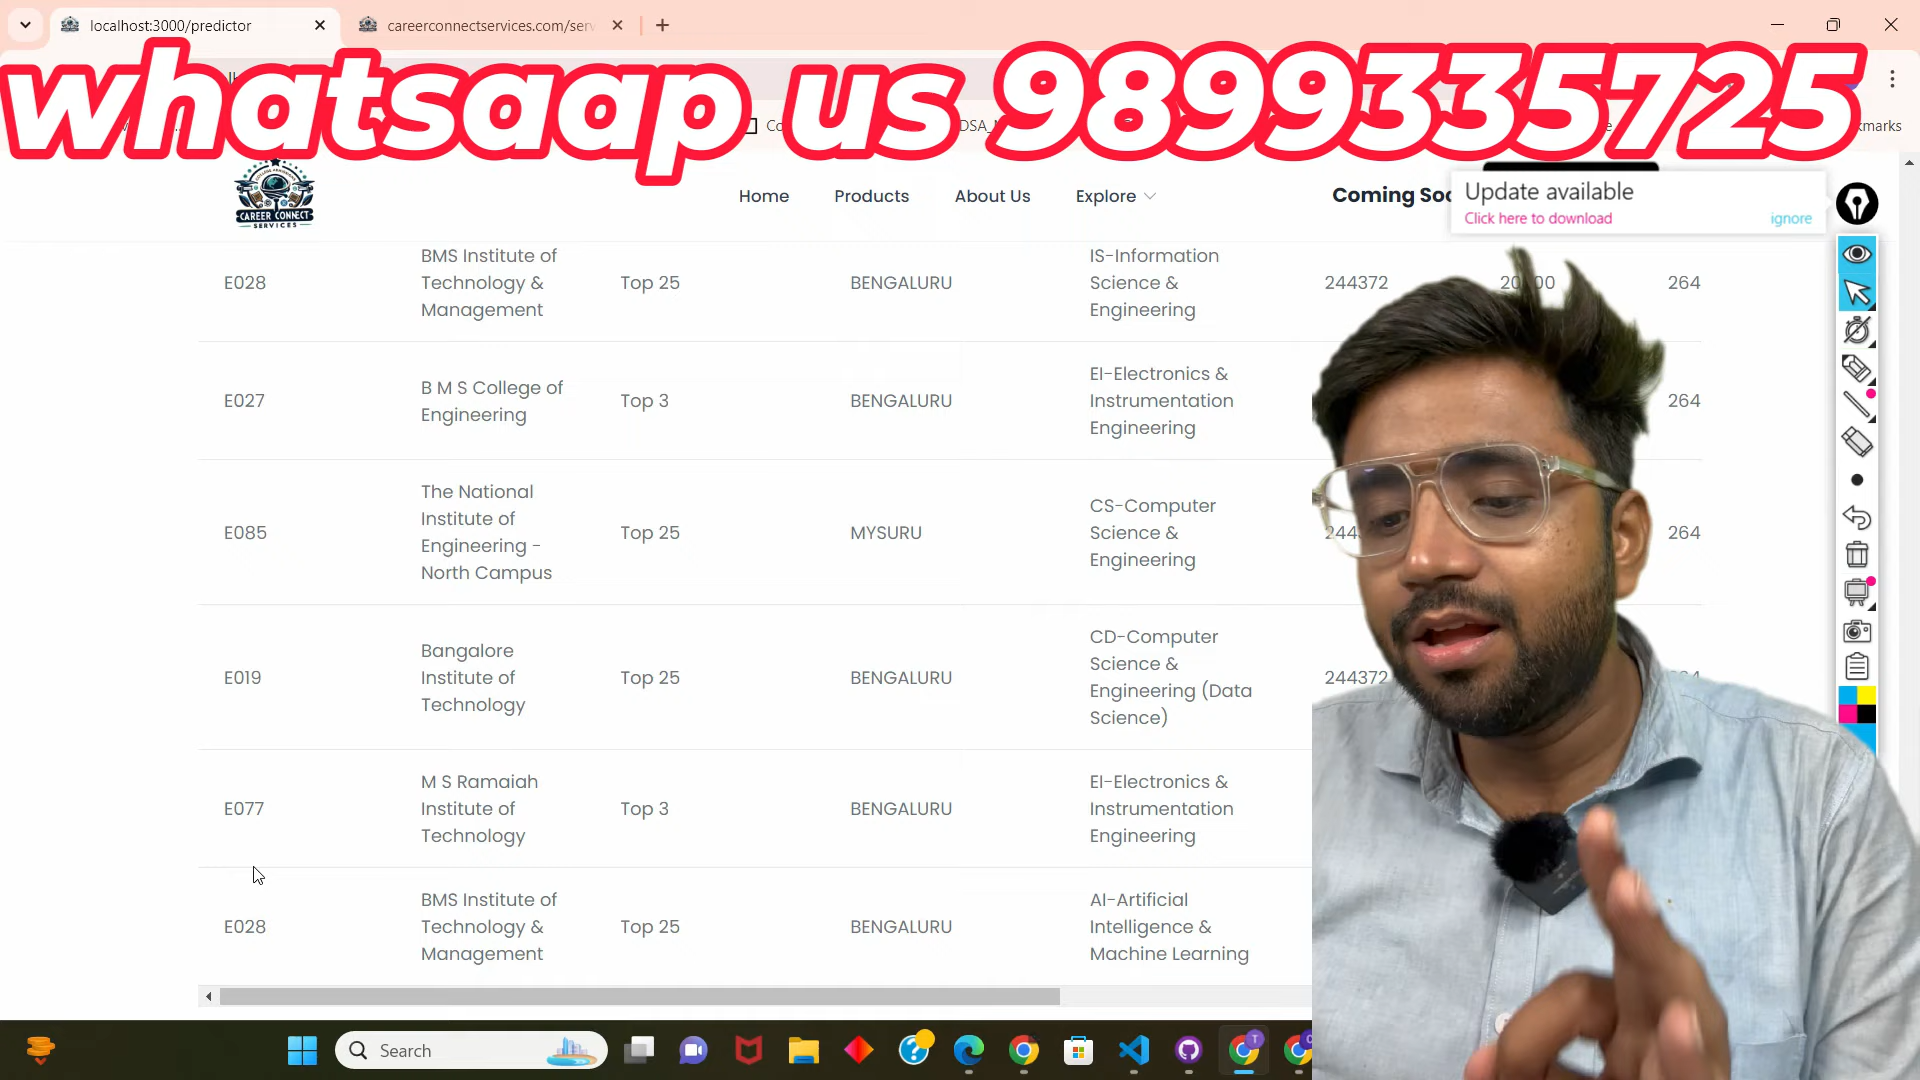 localhost:3000/predictor
careerconnectservices.com/serv
whatsaap us 9899335725
CAREER CONNECT
SERVICES
Home
Products
About Us
Explore
Coming Soo
Update available
Click here to download
ignore
E028
BMS Institute of
Technology &
Management
Top 25
BENGALURU
IS-Information
Science &
Engineering
244372
264
E027
B M S College of
Engineering
Top 3
BENGALURU
EI-Electronics &
Instrumentation
Engineering
264
E085
The National
Institute of
Engineering -
North Campus
Top 25
MYSURU
CS-Computer
Science &
Engineering
264
E019
Bangalore
Institute of
Technology
Top 25
BENGALURU
CD-Computer
Science &
Engineering (Data
Science)
244372
E077
M S Ramaiah
Institute of
Technology
Top 3
BENGALURU
EI-Electronics &
Instrumentation
Engineering
E028
BMS Institute of
Technology &
Management
Top 25
BENGALURU
AI-Artificial
Intelligence &
Machine Learning
Search